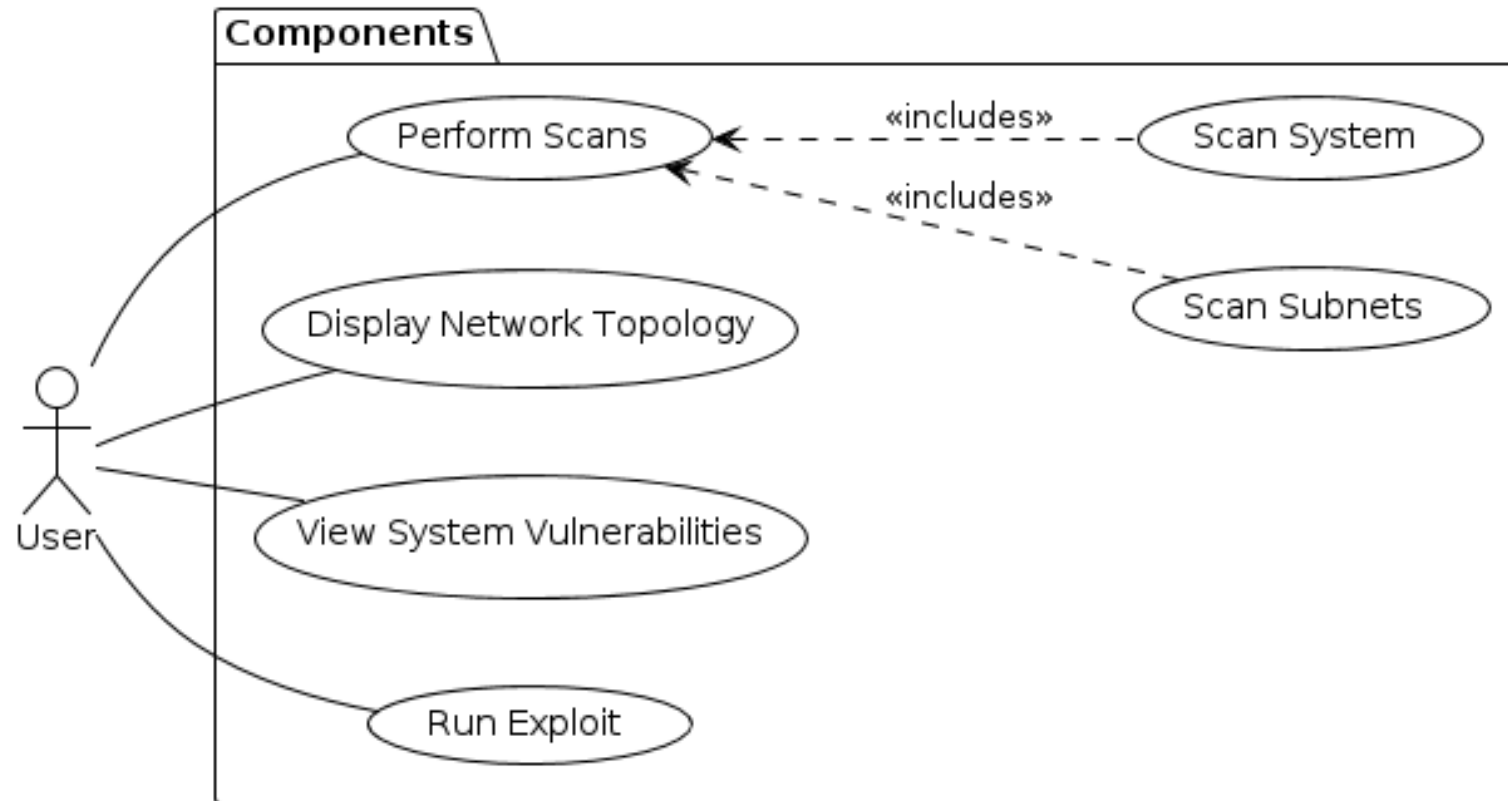 Components
Perform Scans
«includes»
Scan System
«includes»
Scan Subnets
Display Network Topology
View System Vulnerabilities
User
Run Exploit